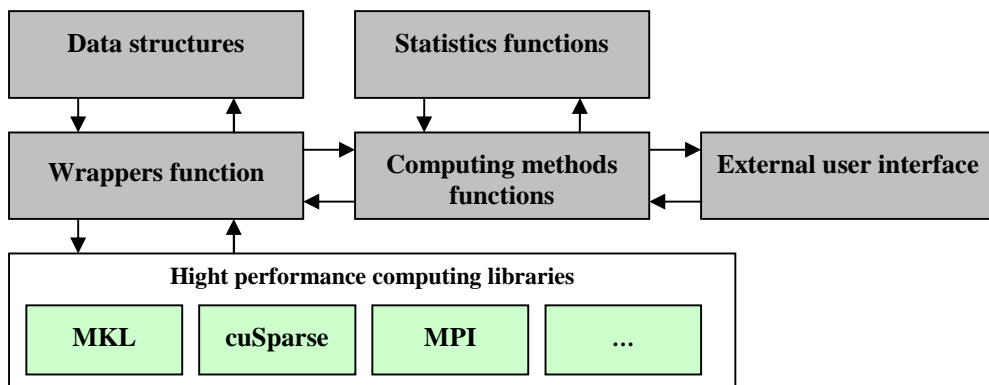 Data structures
Statistics functions
Wrappers function
Computing methods
functions
External user interface
Hight performance computing libraries
MKL
cuSparse
MPI
...